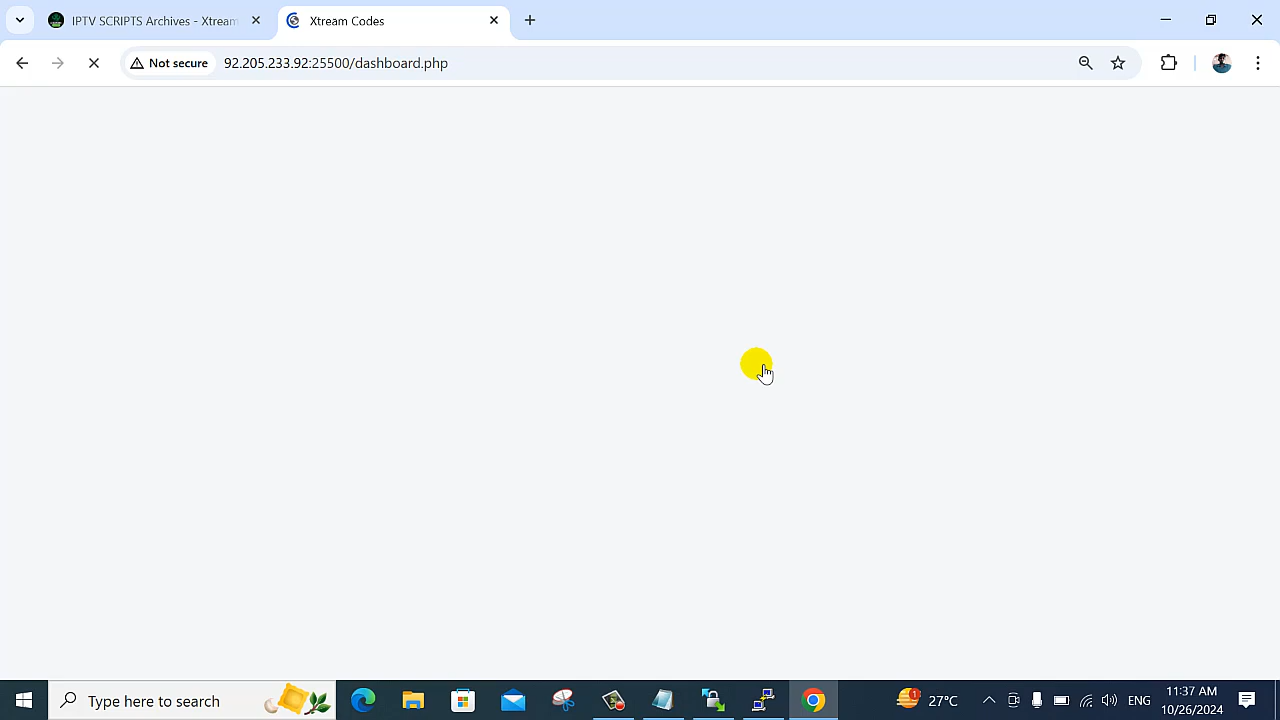 IPTV SCRIPTS Archives - Xtream
Xtream Codes
Not secure
92.205.233.92:25500/dashboard.php
Type here to search
1
27°C
ENG
11:37 AM
10/26/2024